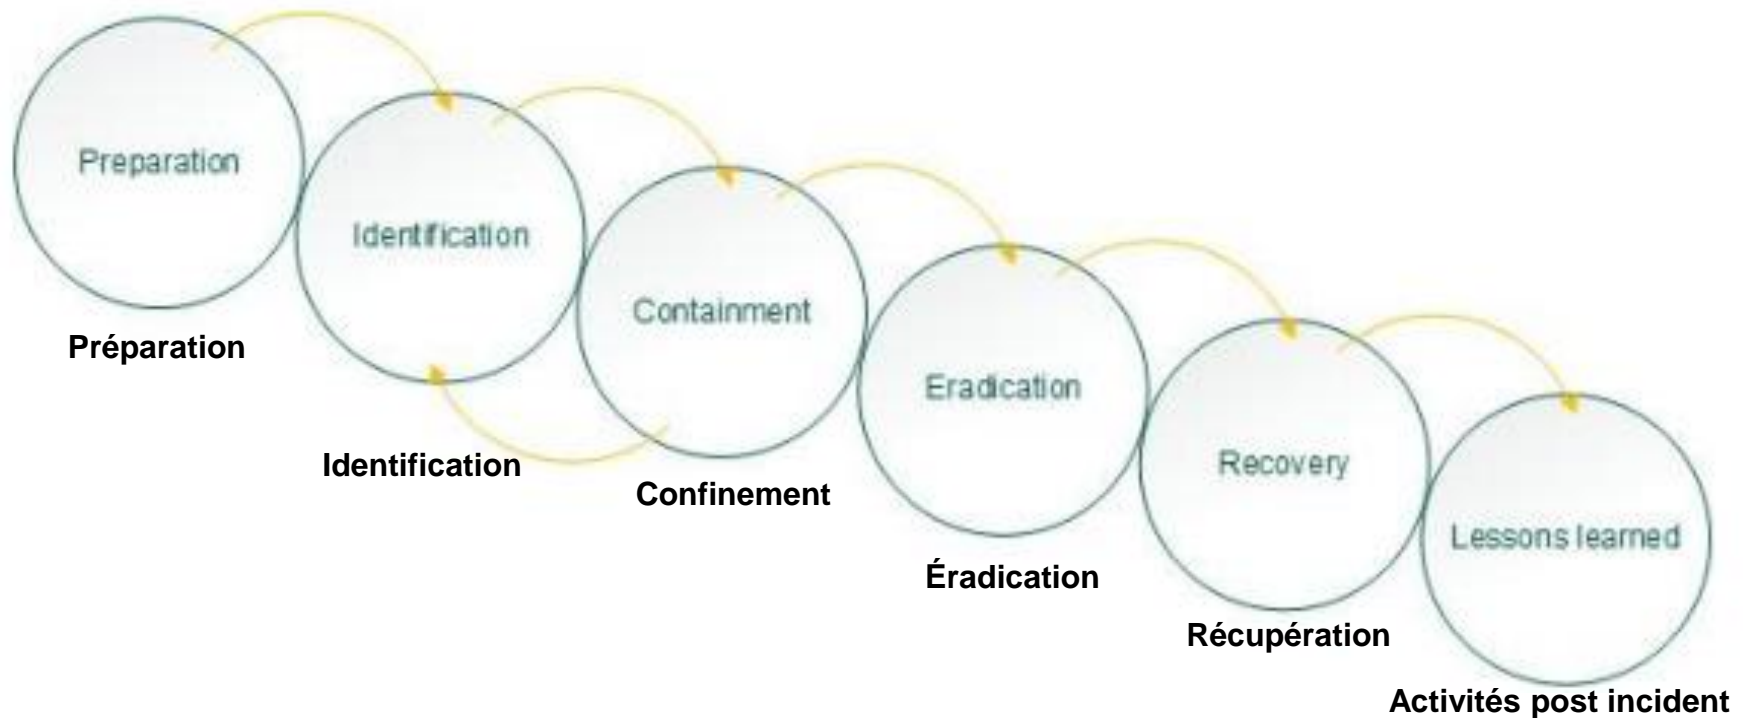 Preparation
Identification
Containment
Eradication
Recovery
Lessons learned
Préparation
Identification
Confinement
Éradication
Récupération
Activités post incident